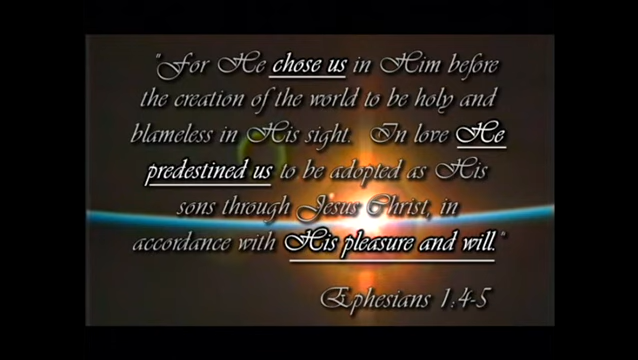 "For He chose us in Him before
the creation of the world to be holy and
blameless in His sight. In love He
predestined us to be adopted as His
sons through Jesus Christ, in
accordance with His pleasure and will."
Ephesians 1:4-5